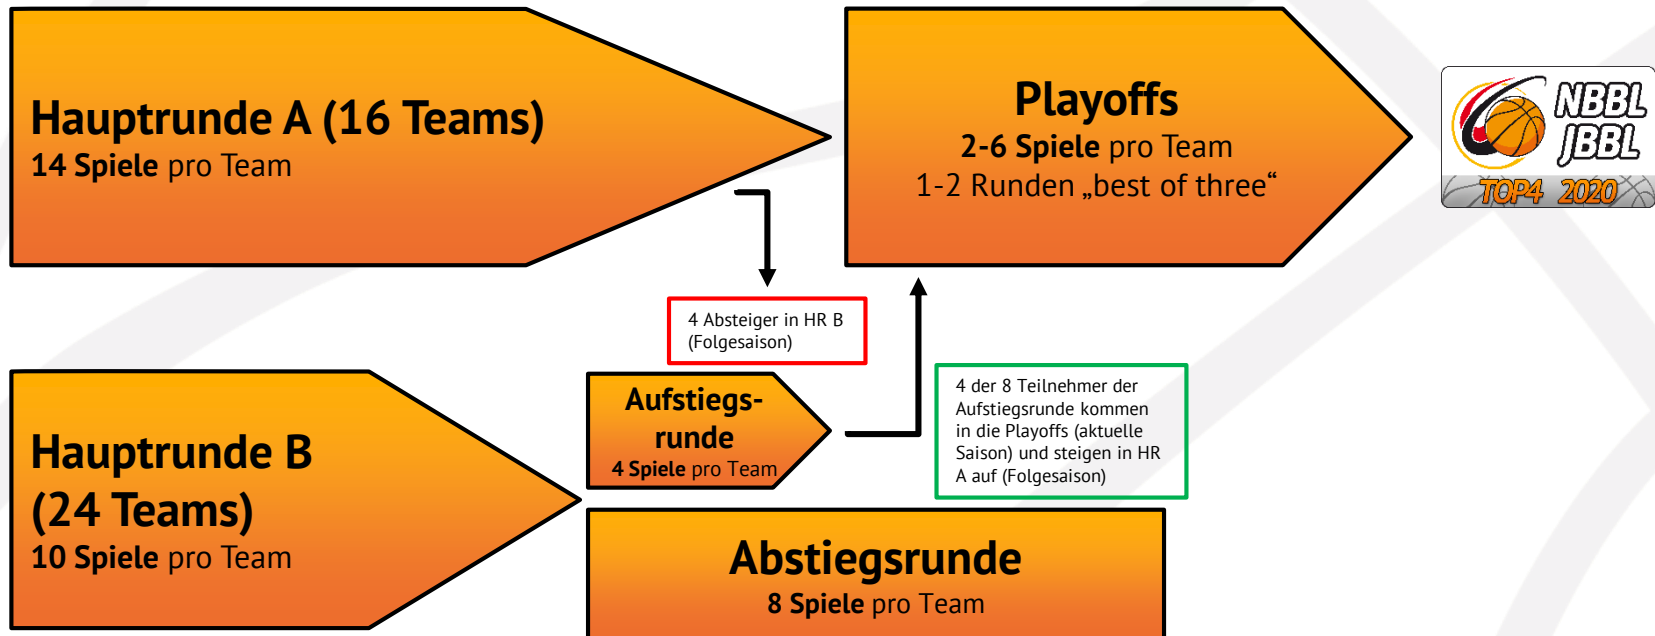 Hauptrunde A (16 Teams)
14 Spiele pro Team
Playoffs
2-6 Spiele pro Team
1-2 Runden „best of three“
NBBL
JBBL
TOP4 2020
4 Absteiger in HR B
(Folgesaison)
Hauptrunde B
(24 Teams)
10 Spiele pro Team
Aufstiegs-
runde
4 Spiele pro Team
4 der 8 Teilnehmer der
Aufstiegsrunde kommen
in die Playoffs (aktuelle
Saison) und steigen in HR
A auf (Folgesaison)
Abstiegsrunde
8 Spiele pro Team